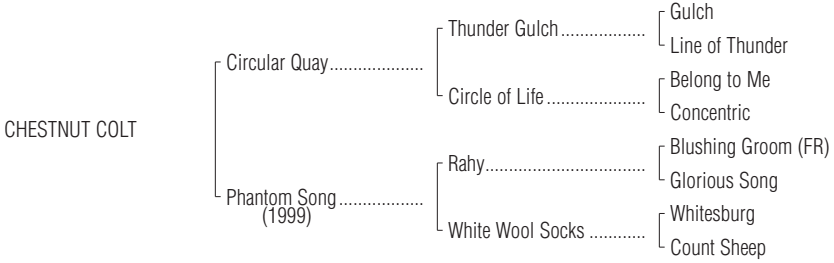 Gulch
Thunder Gulch..................
Line of Thunder
Circular Quay....................
Belong to Me
Circle of Life.....................
Concentric
CHESTNUT COLT
Blushing Groom (FR)
Rahy..................................
Glorious Song
Phantom Song..................
(1999)
Whitesburg
White Wool Socks ............
Count Sheep